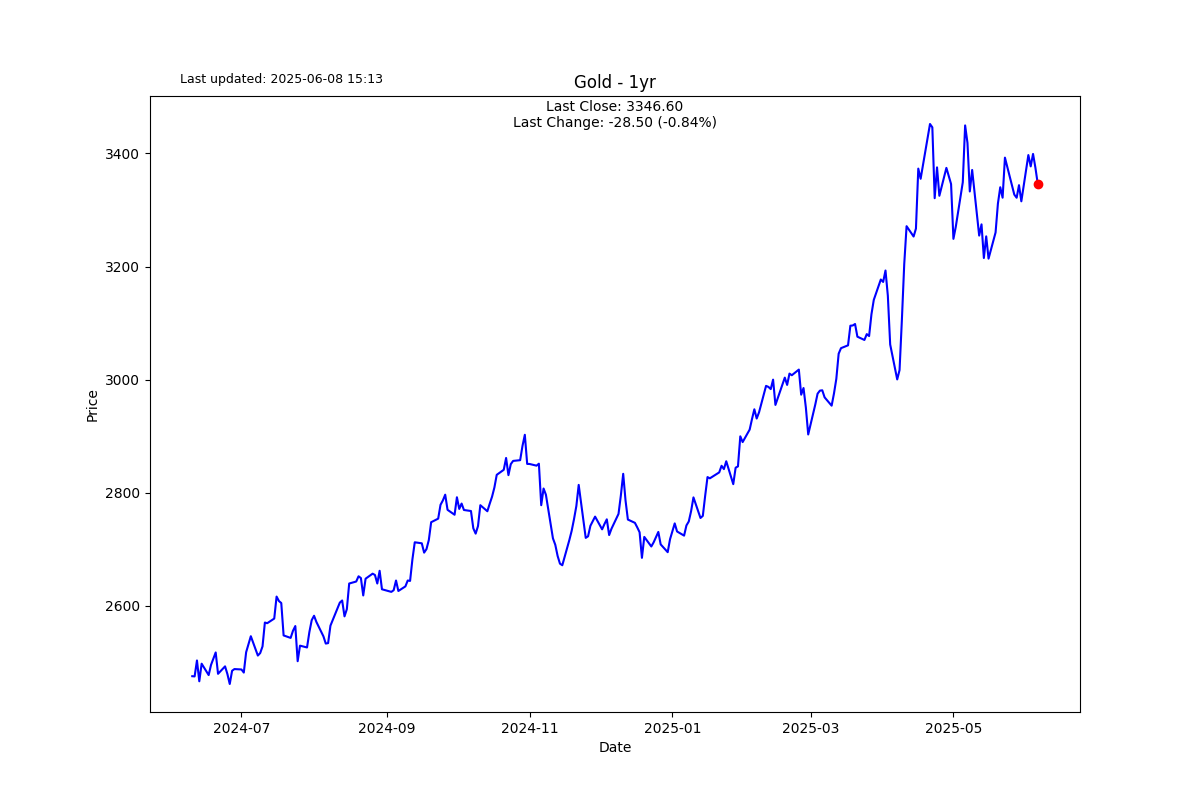 Last updated: 2025-06-08 15:13
Gold - 1yr
Last Close: 3346.60
Last Change: -28.50 (-0.84%)
3400
3200
3000
2800
2600
Price
2024-07
2024-09
2024-11
2025-01
2025-03
2025-05
Date